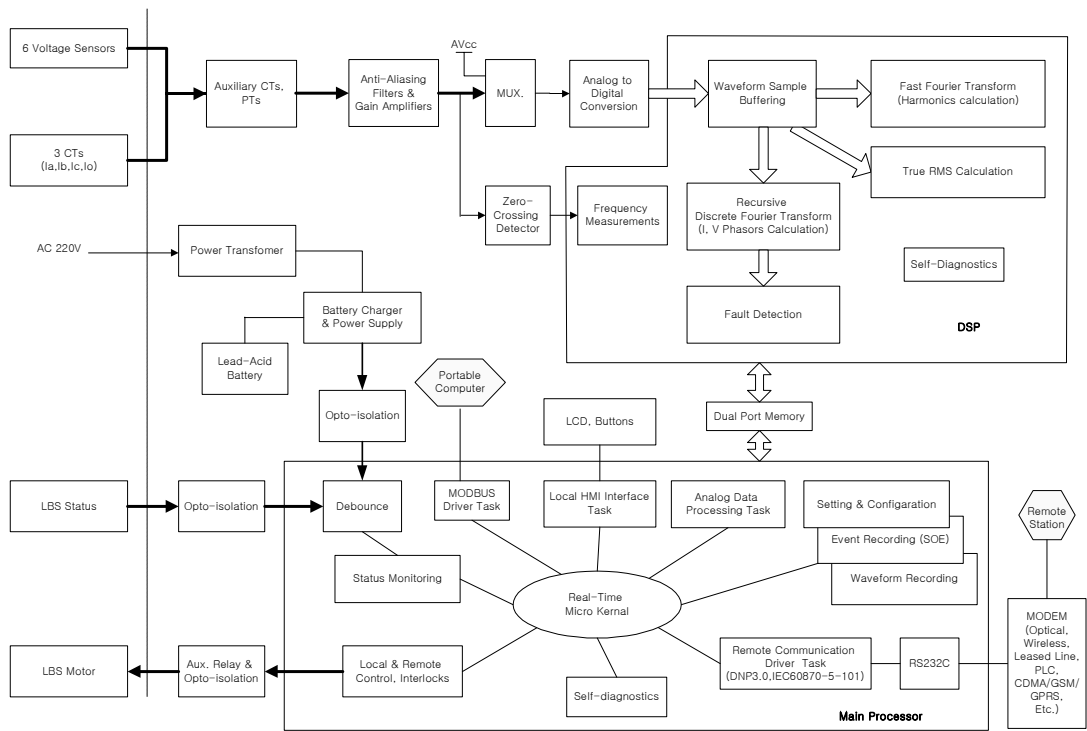 6 Voltage Sensors
3 CTs
(Ia,Ib,Ic,Io)
Auxiliary CTs,
PTs
Anti-Aliasing
Filters &
Gain Amplifiers
AVcc
MUX.
Analog to
Digital
Conversion
Waveform Sample
Buffering
Fast Fourier Transform
(Harmonics calculation)
True RMS Calculation
Zero-
Crossing
Detector
Frequency
Measurements
Recursive
Discrete Fourier Transform
(I, V Phasors Calculation)
Self-Diagnostics
Fault Detection
DSP
AC 220V
Power Transfomer
Battery Charger
& Power Supply
Lead-Acid
Battery
Opto-isolation
Portable
Computer
LCD, Buttons
Dual Port Memory
LBS Status
Opto-isolation
Debounce
MODBUS
Driver Task
Local HMI Interface
Task
Analog Data
Processing Task
Setting & Configaration
Event Recording (SOE)
Waveform Recording
Remote
Station
Status Monitoring
Real-Time
Micro Kernal
MODEM
(Optical,
Wireless,
Leased Line,
PLC,
CDMA/GSM/
GPRS,
Etc.)
LBS Motor
Aux. Relay &
Opto-isolation
Local & Remote
Control, Interlocks
Self-diagnostics
Remote Communication
Driver Task
(DNP3.0,IEC60870-5-101)
RS232C
Main Processor